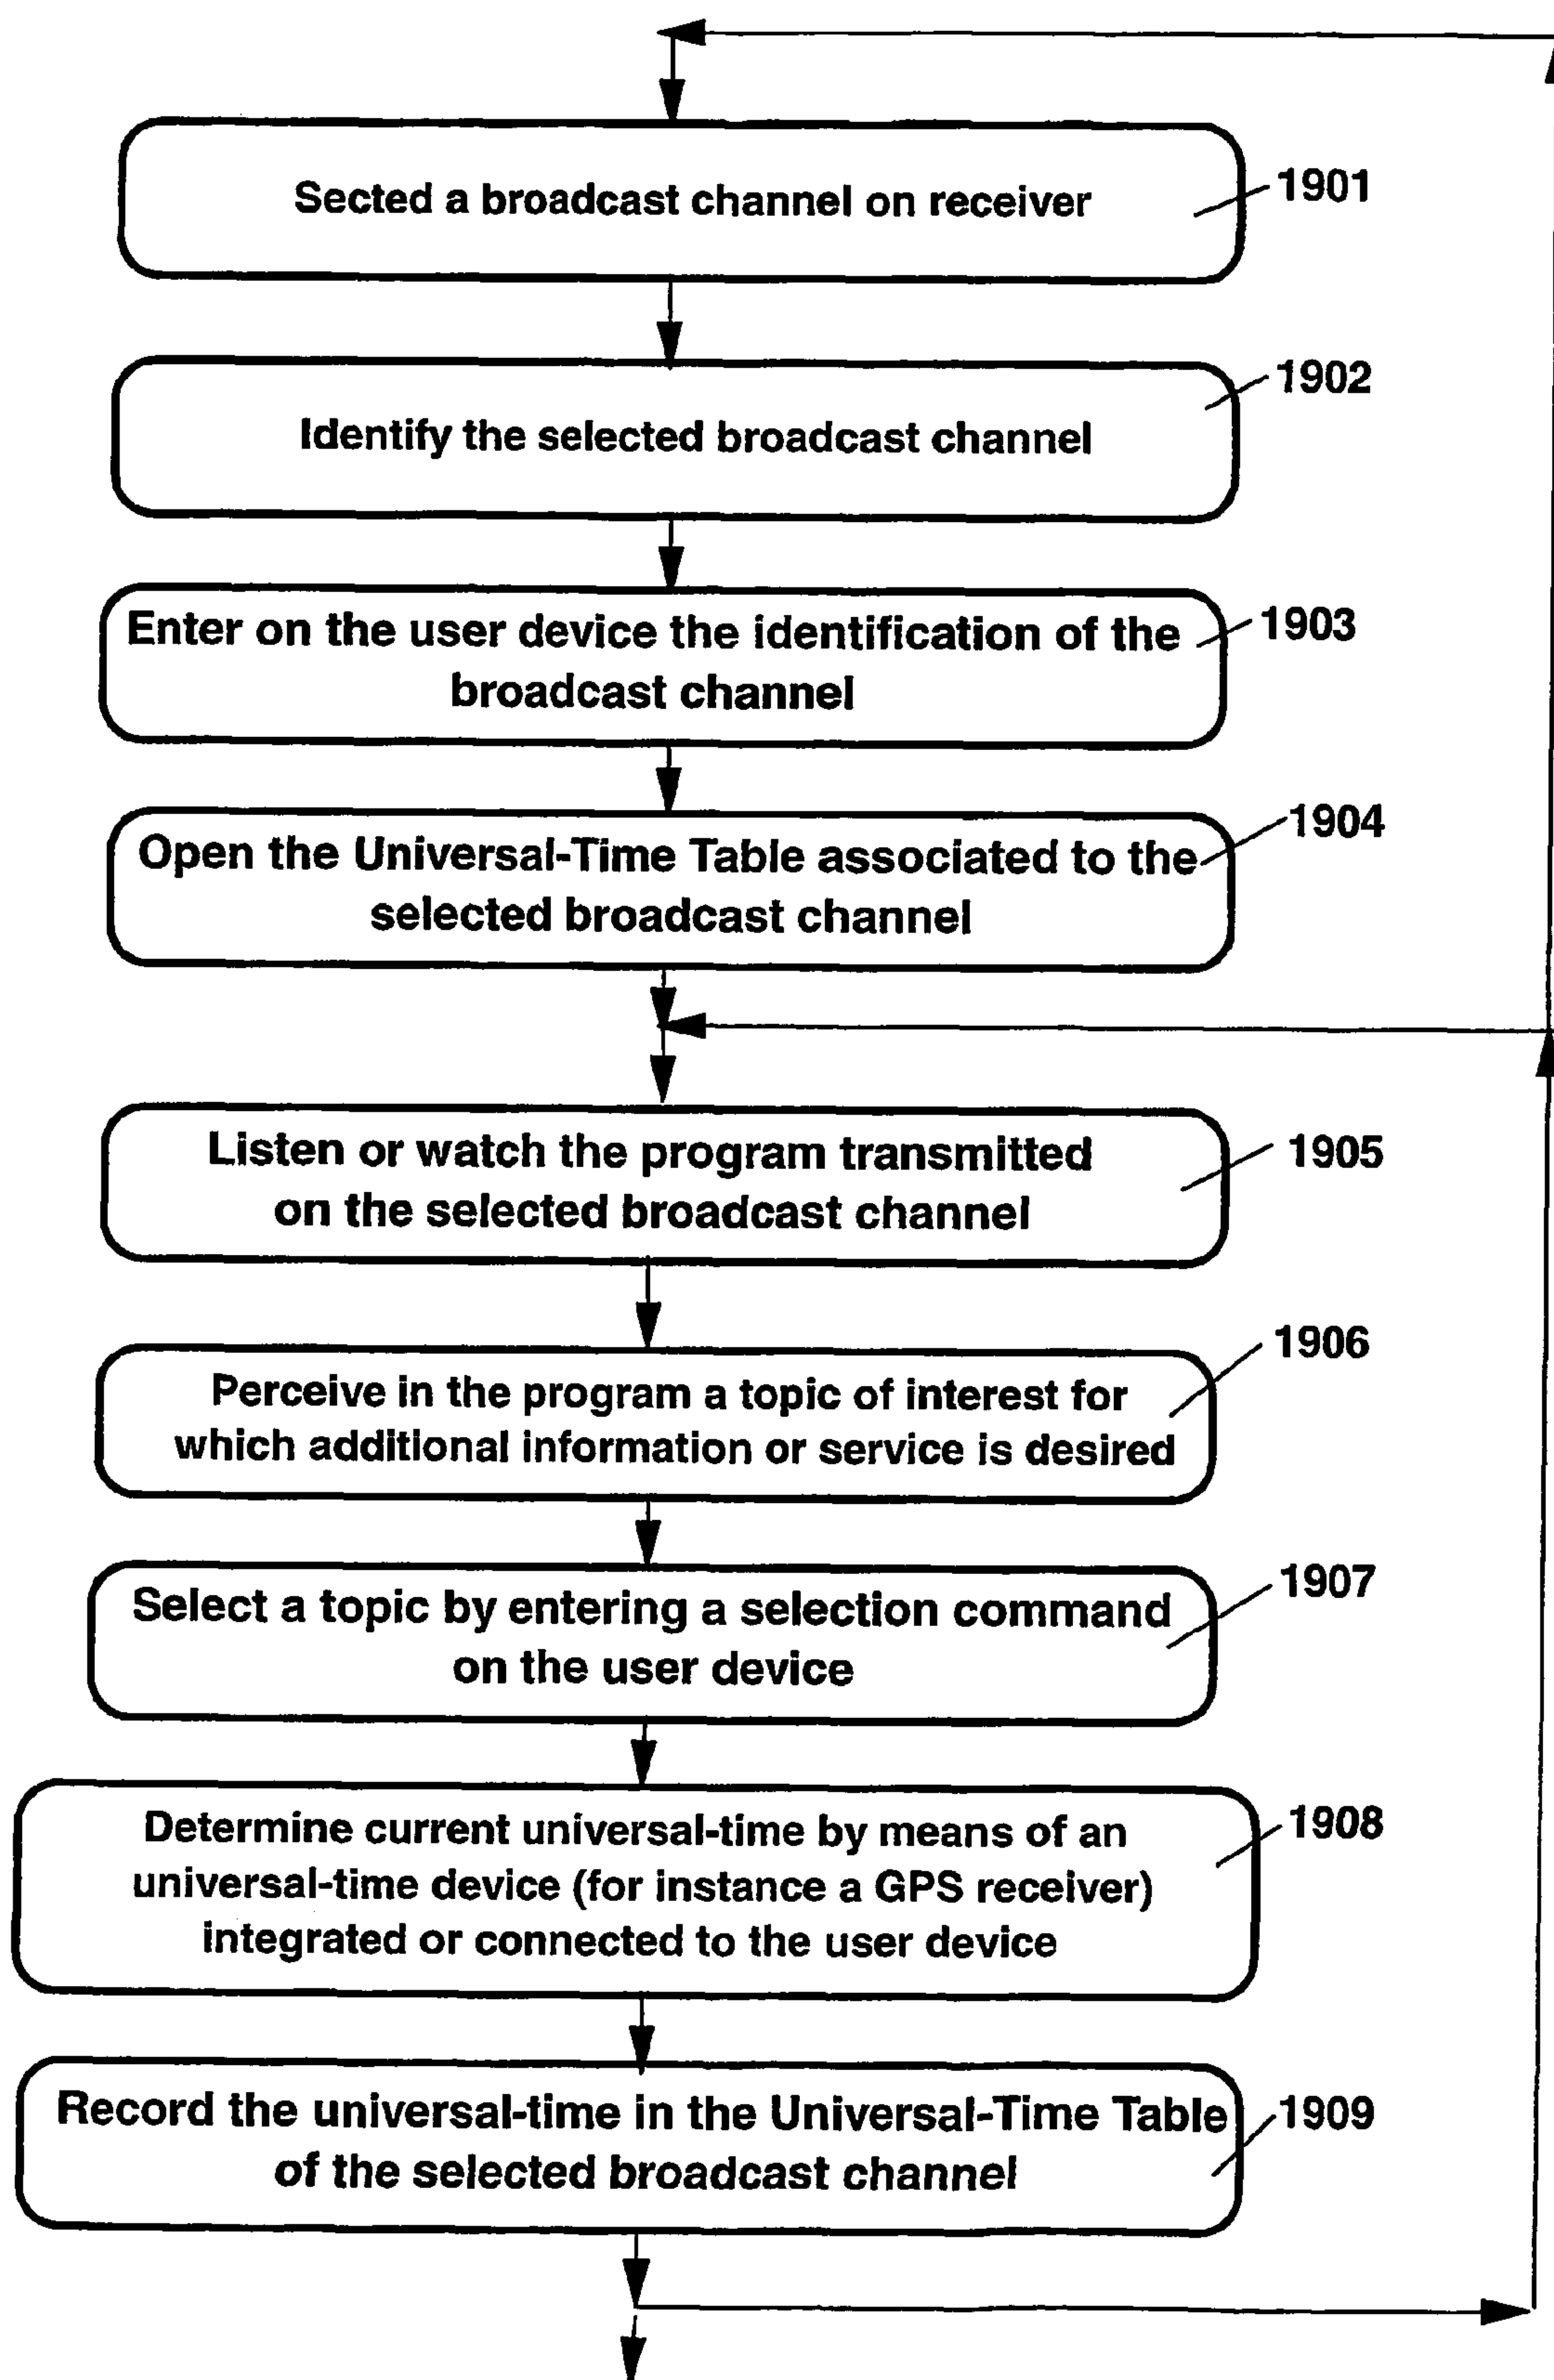 Sected a broadcast channel on receiver
1901
Identify the selected broadcast channel
1902
Enter on the user device the identification of the
broadcast channel
1903
Open the Universal-Time Table associated to the
selected broadcast channel
1904
Listen or watch the program transmitted
on the selected broadcast channel
1905
Perceive in the program a topic of interest for
which additional information or service is desired
1906
Select a topic by entering a selection command
on the user device
1907
Determine current universal-time by means of an
universal-time device (for instance a GPS receiver)
integrated or connected to the user device
1908
Record the universal-time in the Universal-Time Table
of the selected broadcast channel
1909